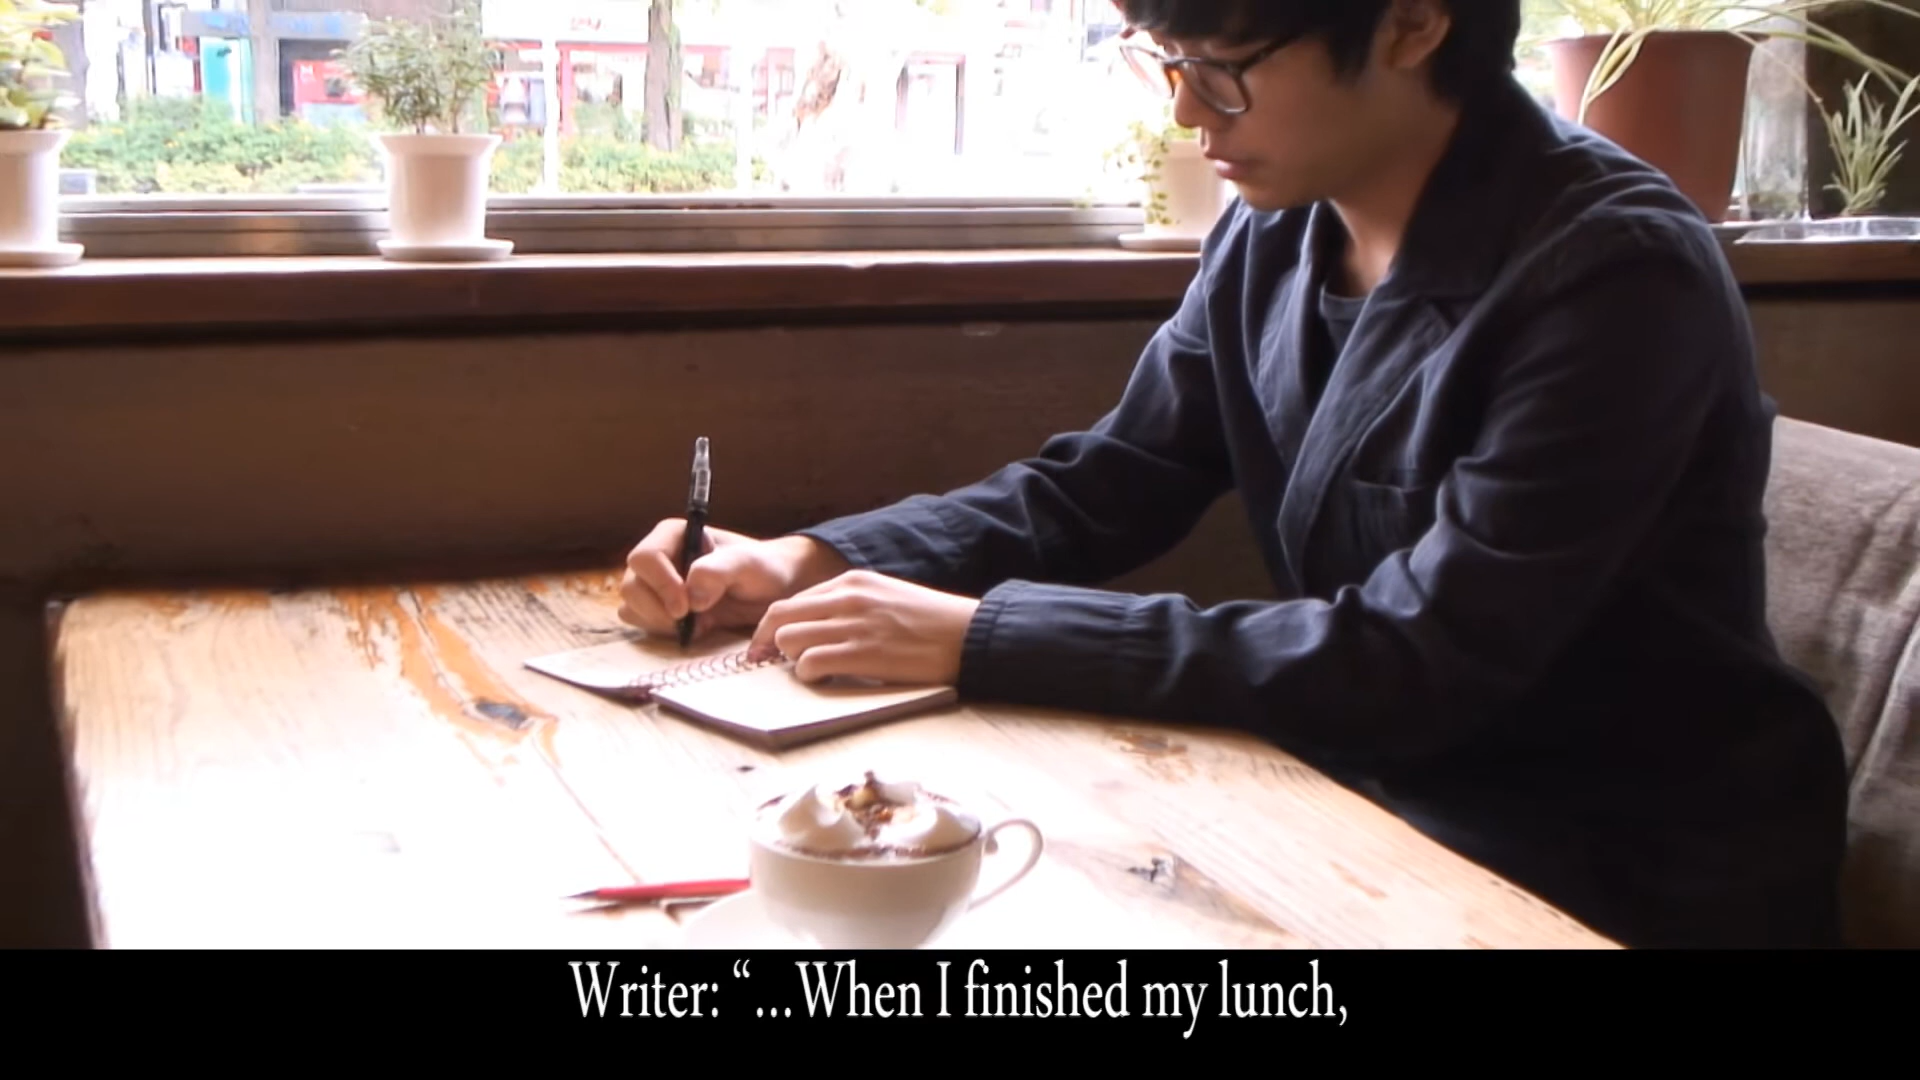 Writer: “...When I finished my lunch,